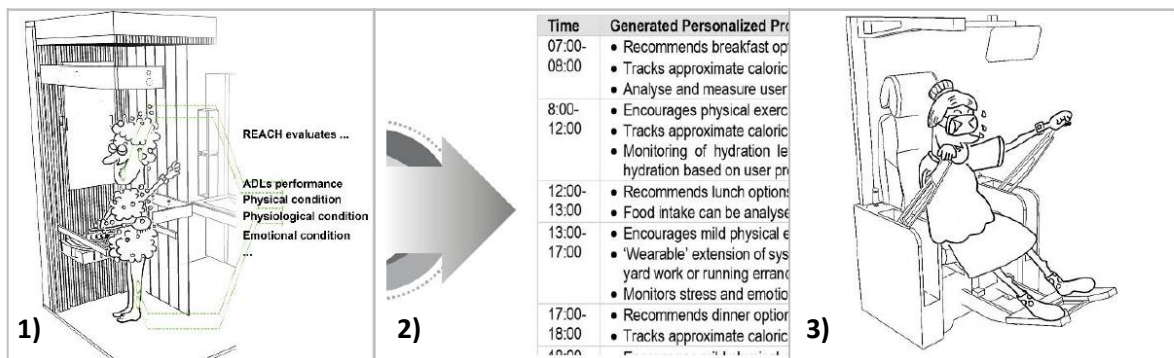 REACH evaluates ...
ADLs performance
Physical condition
Physiological condition
Emotional condition
...
1)
Time Generated Personalized Pro
07:00- • Recommends breakfast op
08:00 • Tracks approximate caloric
• Analyse and measure user
8:00- • Encourages physical exerc
12:00 • Tracks approximate caloric
• Monitoring of hydration le
hydration based on user pr
12:00- • Recommends lunch options
13:00 • Food intake can be analyse
13:00- • Encourages mild physical e
17:00 • ‘Wearable’ extension of sys
yard work or running erranc
• Monitors stress and emotio
17:00- • Recommends dinner option
18:00 • Tracks approximate caloric
2)
3)